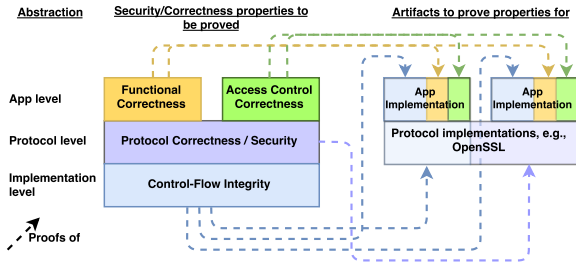 Abstraction
Security/Correctness properties to
be proved
Artifacts to prove properties for
App level
Functional
Correctness
Access Control
Correctness
App
Implementation
App
Implementation
Protocol level
Protocol Correctness / Security
Protocol implementations, e.g.,
OpenSSL
Implementation
level
Control-Flow Integrity
Proofs of